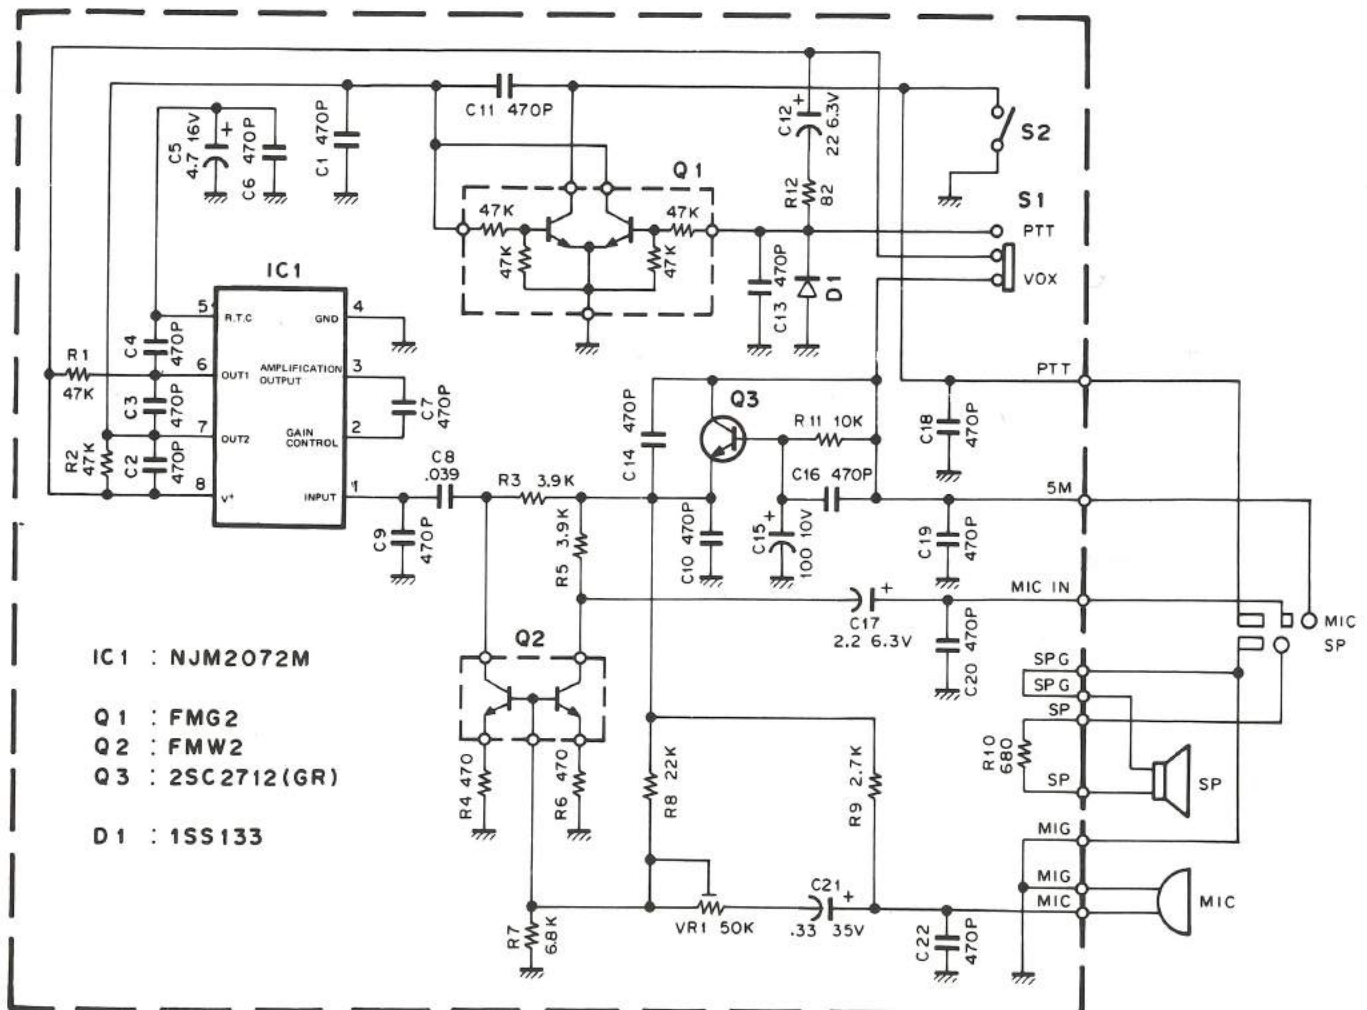 C11 470P
C12
+
22 6.3V
S2
C5
4.7 16V
+
C6 470P
C1 470P
Q1
R12
82
S1
47K
47K
47K
47K
PTT
VOX
C13 470P
D1
IC1
5
R.T.C
GND
4
C4
470P
R1
47K
6
OUT1
AMPLIFICATION
OUTPUT
3
C3
470P
C7
470P
7
OUT2
GAIN
CONTROL
2
R2
47K
C2
470P
8
V+
INPUT
1
C8
.039
C9
470P
R3 3.9K
R5 3.9K
C14 470P
Q3
R11 10K
C16 470P
C10 470P
C15
+
100 10V
PTT
C18
470P
5M
C19
470P
MIC IN
C17
+
2.2 6.3V
C20 470P
MIC
SP
Q2
SPG
SPG
SP
R10
680
SP
SP
IC1 : NJM2072M
Q1 : FMG2
Q2 : FMW2
Q3 : 2SC2712(GR)
D1 : 1SS133
R4 470
R6 470
R8 22K
R9 2.7K
MIG
MIG
MIC
MIC
R7
6.8K
VR1 50K
C21
+
.33 35V
C22
470P